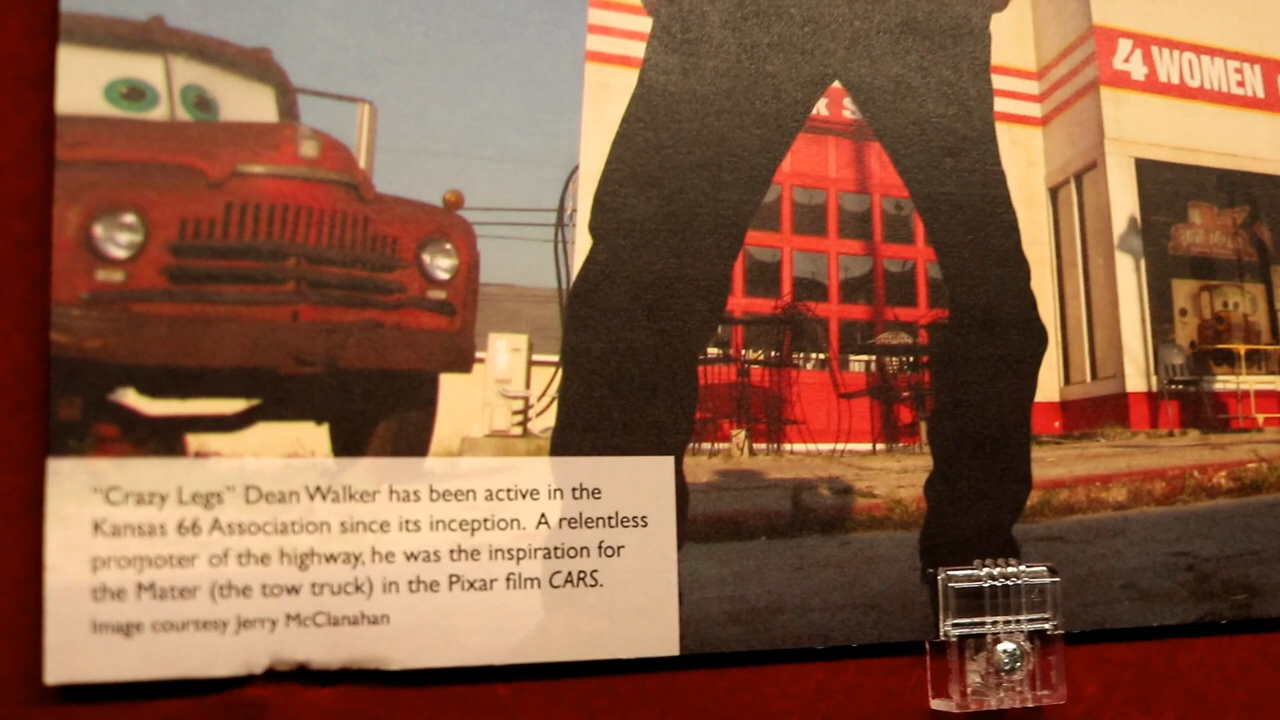 4 WOMEN
K S
"Crazy Legs" Dean Walker has been active in the
Kansas 66 Association since its inception. A relentless
promoter of the highway, he was the inspiration for
the Mater (the tow truck) in the Pixar film CARS.
Image courtesy Jerry McClanahan